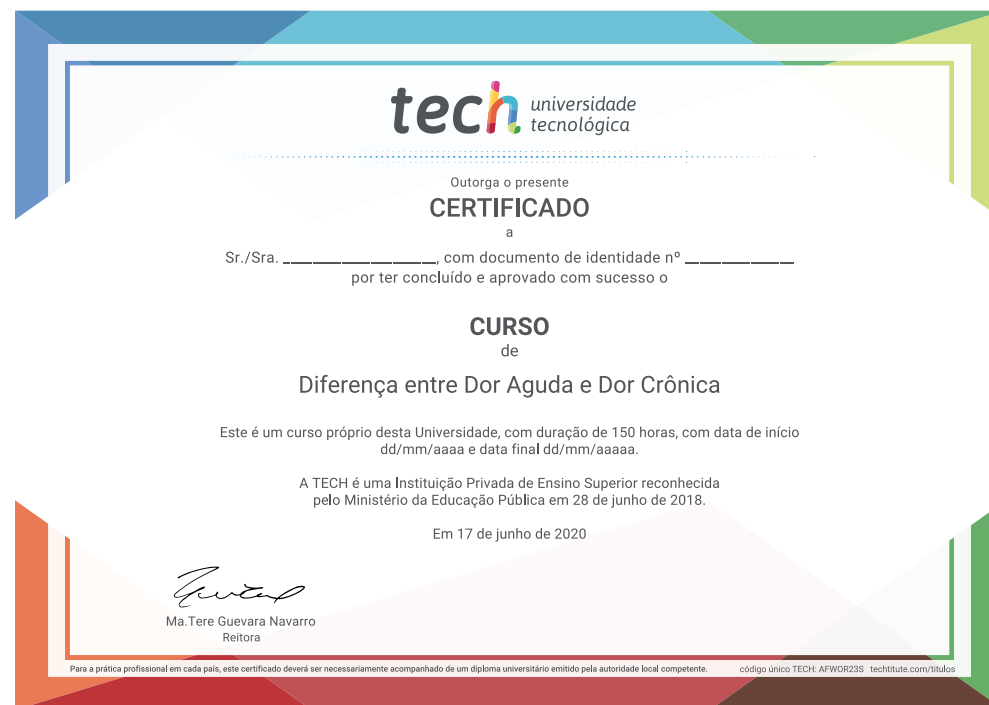 tech universidade
tecnológica
Outorga o presente
CERTIFICADO
a
Sr./Sra. ________________, com documento de identidade nº ___________
por ter concluído e aprovado com sucesso o
CURSO
de
Diferença entre Dor Aguda e Dor Crônica
Este é um curso próprio desta Universidade, com duração de 150 horas, com data de início
dd/mm/aaaa e data final dd/mm/aaaaa.
A TECH é uma Instituição Privada de Ensino Superior reconhecida
pelo Ministério da Educação Pública em 28 de junho de 2018.
Em 17 de junho de 2020
Ma.Tere Guevara Navarro
Reitora
Para a prática profissional em cada país, este certificado deverá ser necessariamente acompanhado de um diploma universitário emitido pela autoridade local competente.
código único TECH: AFWOR23S techtitute.com/titulos